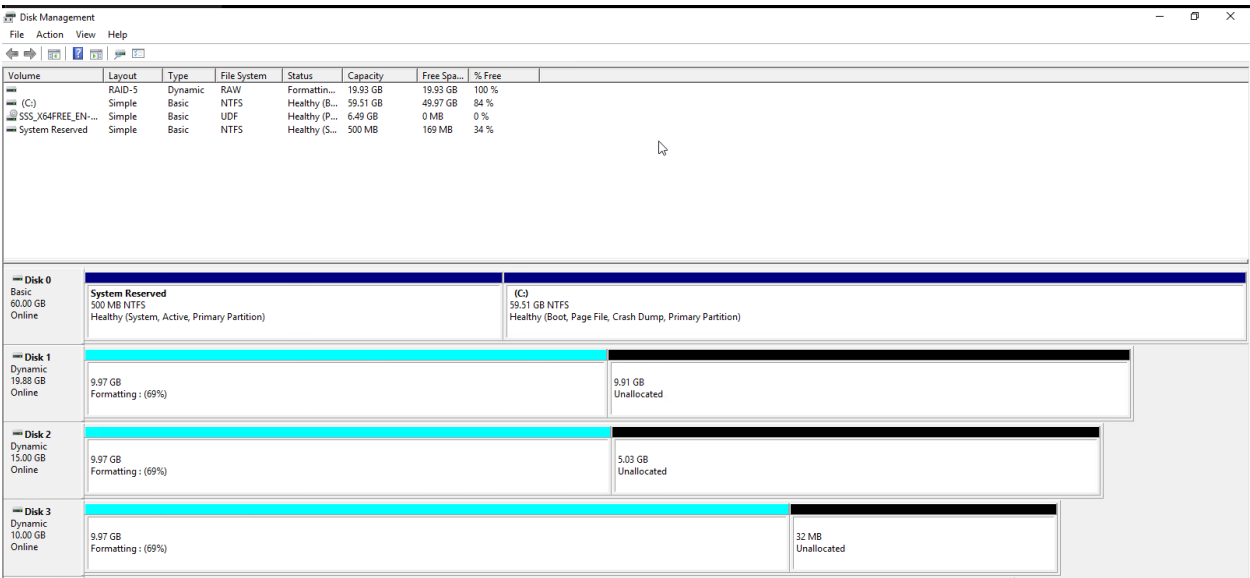 Disk Management
File Action View Help
Volume Layout Type File System Status Capacity Free Spa... % Free
RAID-5 Dynamic RAW Formattin... 19.93 GB 19.93 GB 100 %
(C:) Simple Basic NTFS Healthy (B... 59.51 GB 49.97 GB 84 %
SSS_X64FREE_EN-... Simple Basic UDF Healthy (P... 6.49 GB 0 MB 0 %
System Reserved Simple Basic NTFS Healthy (S... 500 MB 169 MB 34 %
Disk 0
Basic
60.00 GB
Online
System Reserved
500 MB NTFS
Healthy (System, Active, Primary Partition)
(C:)
59.51 GB NTFS
Healthy (Boot, Page File, Crash Dump, Primary Partition)
Disk 1
Dynamic
19.88 GB
Online
9.97 GB
Formatting : (69%)
9.91 GB
Unallocated
Disk 2
Dynamic
15.00 GB
Online
9.97 GB
Formatting : (69%)
5.03 GB
Unallocated
Disk 3
Dynamic
10.00 GB
Online
9.97 GB
Formatting : (69%)
32 MB
Unallocated